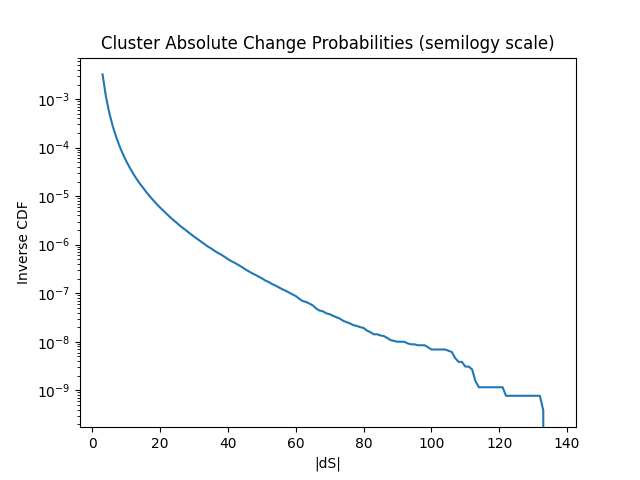 Cluster Absolute Change Probabilities (semilogy scale)
Inverse CDF
10⁻³
10⁻⁴
10⁻⁵
10⁻⁶
10⁻⁷
10⁻⁸
10⁻⁹
0 20 40 60 80 100 120 140
|dS|